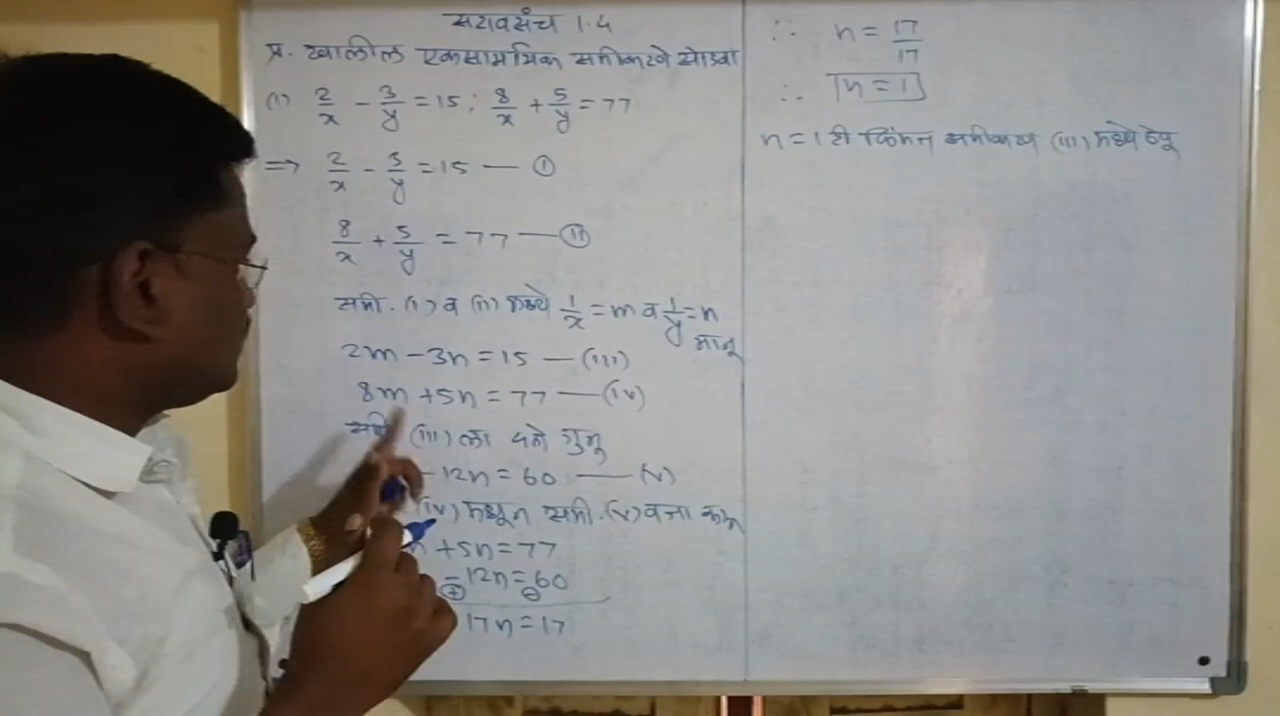 सरावसंच 1.4
प्र. खालील एकसामयिक समीकरणे सोडवा
(1) 2/x - 3/y = 15 ; 8/x + 5/y = 77
⇒ 2/x - 3/y = 15 — (I)
8/x + 5/y = 77 — (II)
समी. (i) व (ii) मध्ये 1/x = m व 1/y = n
मानू
2m - 3n = 15 — (iii)
8m + 5n = 77 — (iv)
समी (iii) ला 4ने गुणू
- 12n = 60 — (v)
(iv) मधून समी. (v) वजा करू
+ 5n = 77
- 12n = 60
(+) (-)
17n = 17
∴ n = 17/17
∴ n = 1
n = 1 ही किंमत समीकरण (iii) मध्ये ठेवू